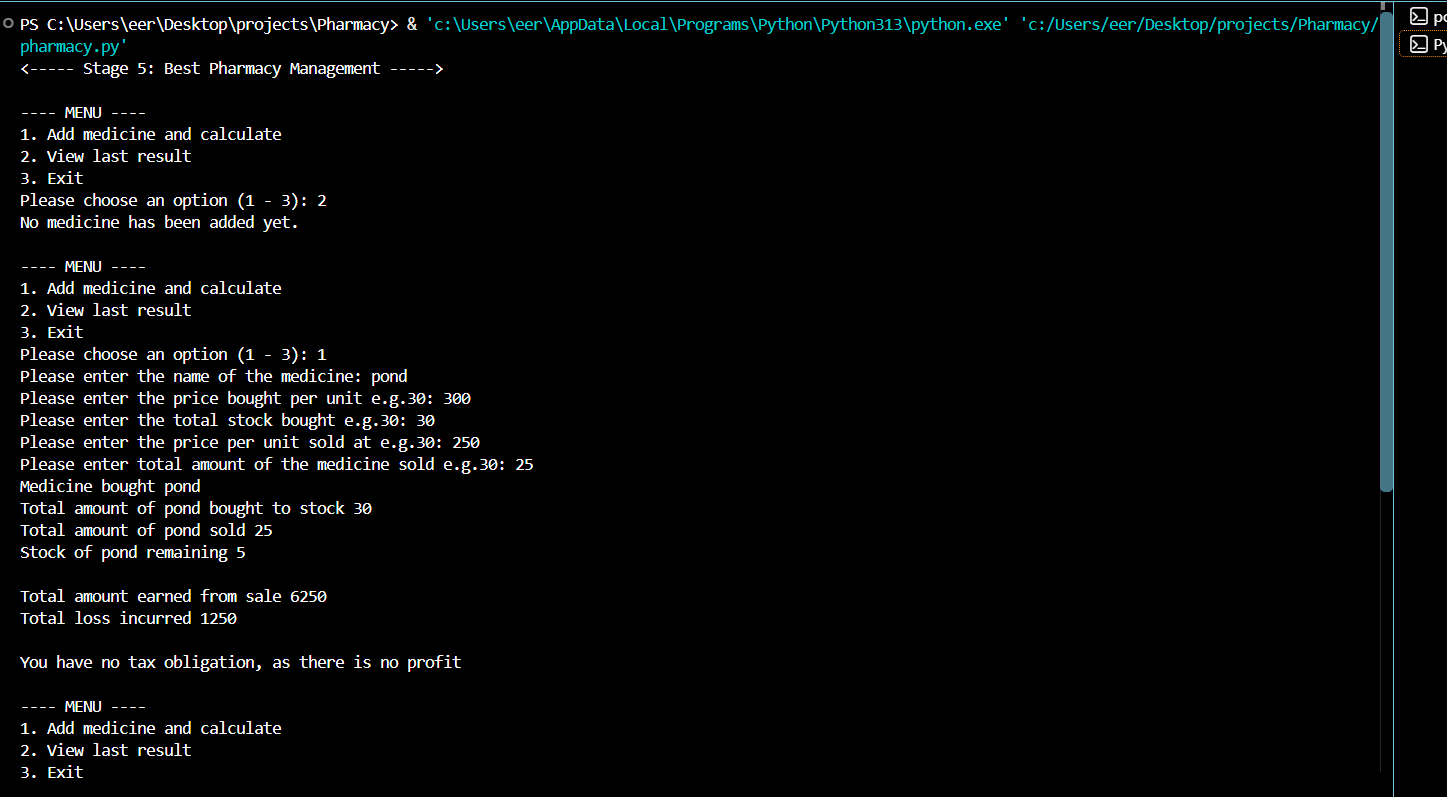 PS C:\Users\eer\Desktop\projects\Pharmacy> & 'c:\Users\eer\AppData\Local\Programs\Python\Python313\python.exe' 'c:/Users/eer/Desktop/projects/Pharmacy/
pharmacy.py'
<----- Stage 5: Best Pharmacy Management ----->
---- MENU ----
1. Add medicine and calculate
2. View last result
3. Exit
Please choose an option (1 - 3): 2
No medicine has been added yet.
---- MENU ----
1. Add medicine and calculate
2. View last result
3. Exit
Please choose an option (1 - 3): 1
Please enter the name of the medicine: pond
Please enter the price bought per unit e.g.30: 300
Please enter the total stock bought e.g.30: 30
Please enter the price per unit sold at e.g.30: 250
Please enter total amount of the medicine sold e.g.30: 25
Medicine bought pond
Total amount of pond bought to stock 30
Total amount of pond sold 25
Stock of pond remaining 5
Total amount earned from sale 6250
Total loss incurred 1250
You have no tax obligation, as there is no profit
---- MENU ----
1. Add medicine and calculate
2. View last result
3. Exit